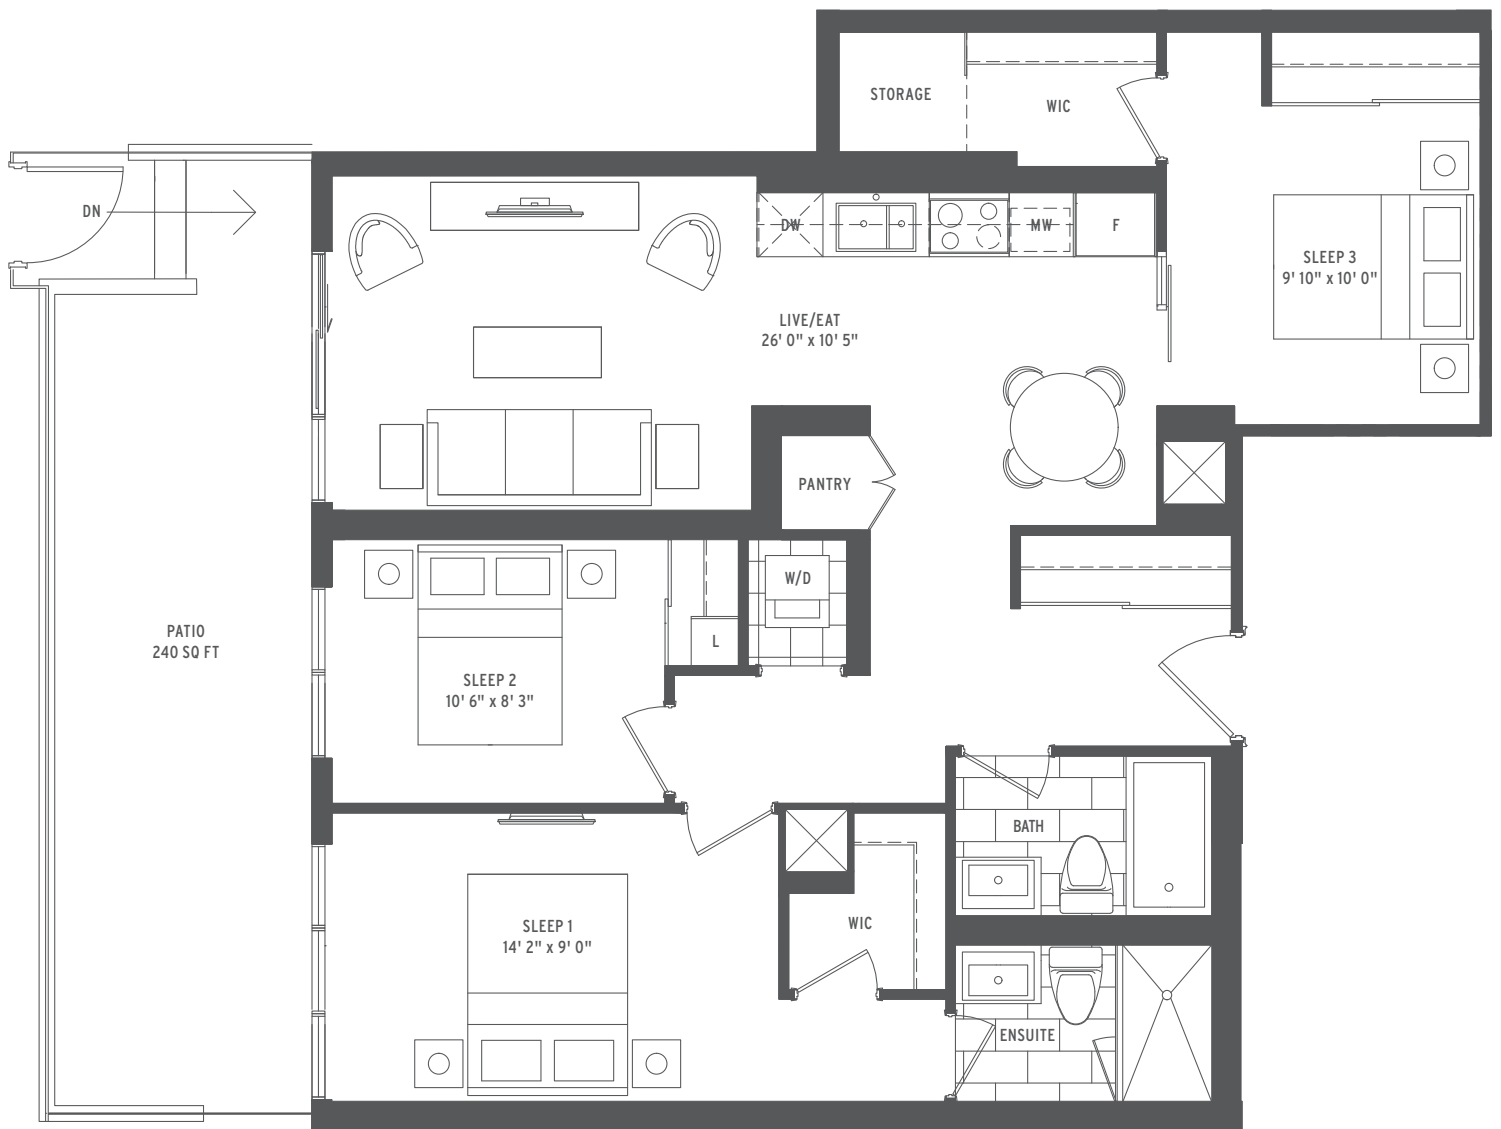 STORAGE
WIC
DN
DW
MW
F
SLEEP 3
9' 10" x 10' 0"
LIVE/EAT
26' 0" x 10' 5"
PANTRY
W/D
L
PATIO
240 SQ FT
SLEEP 2
10' 6" x 8' 3"
BATH
SLEEP 1
14' 2" x 9' 0"
WIC
ENSUITE